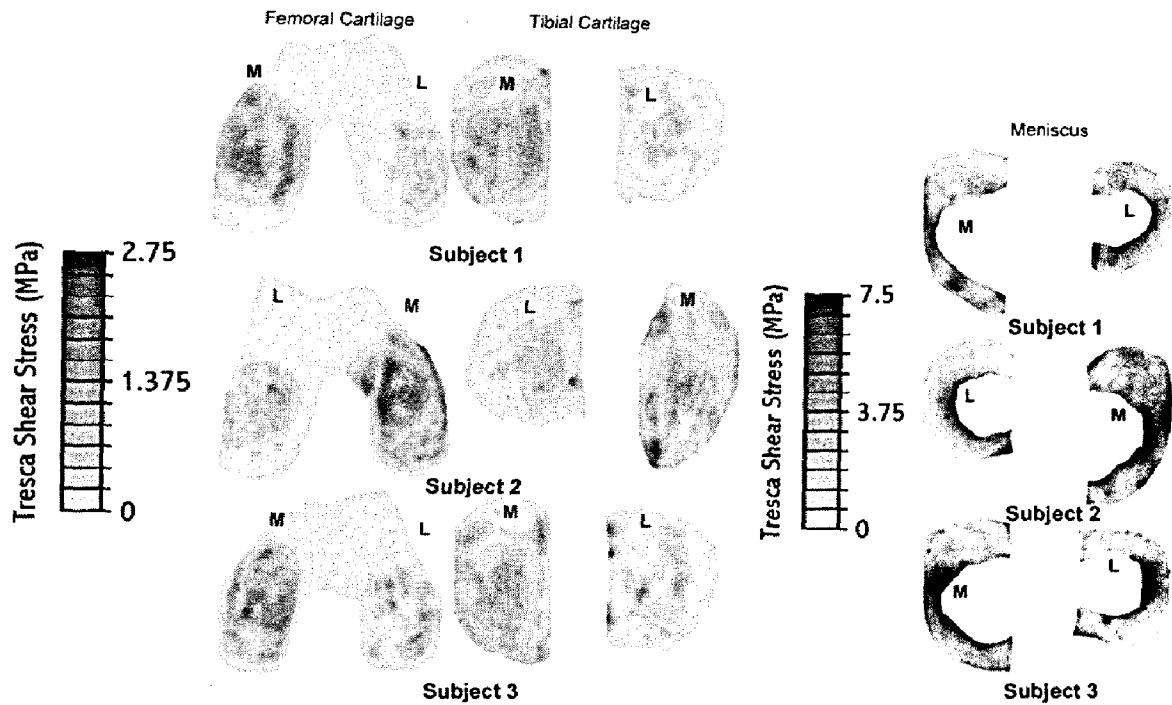 Femoral Cartilage Tibial Cartilage
M L M L
Subject 1
L M L M
Subject 2
M L M L
Subject 3
Tresca Shear Stress (MPa)
2.75
1.375
0
Meniscus
M L
Subject 1
L M
Subject 2
M L
Subject 3
Tresca Shear Stress (MPa)
7.5
3.75
0